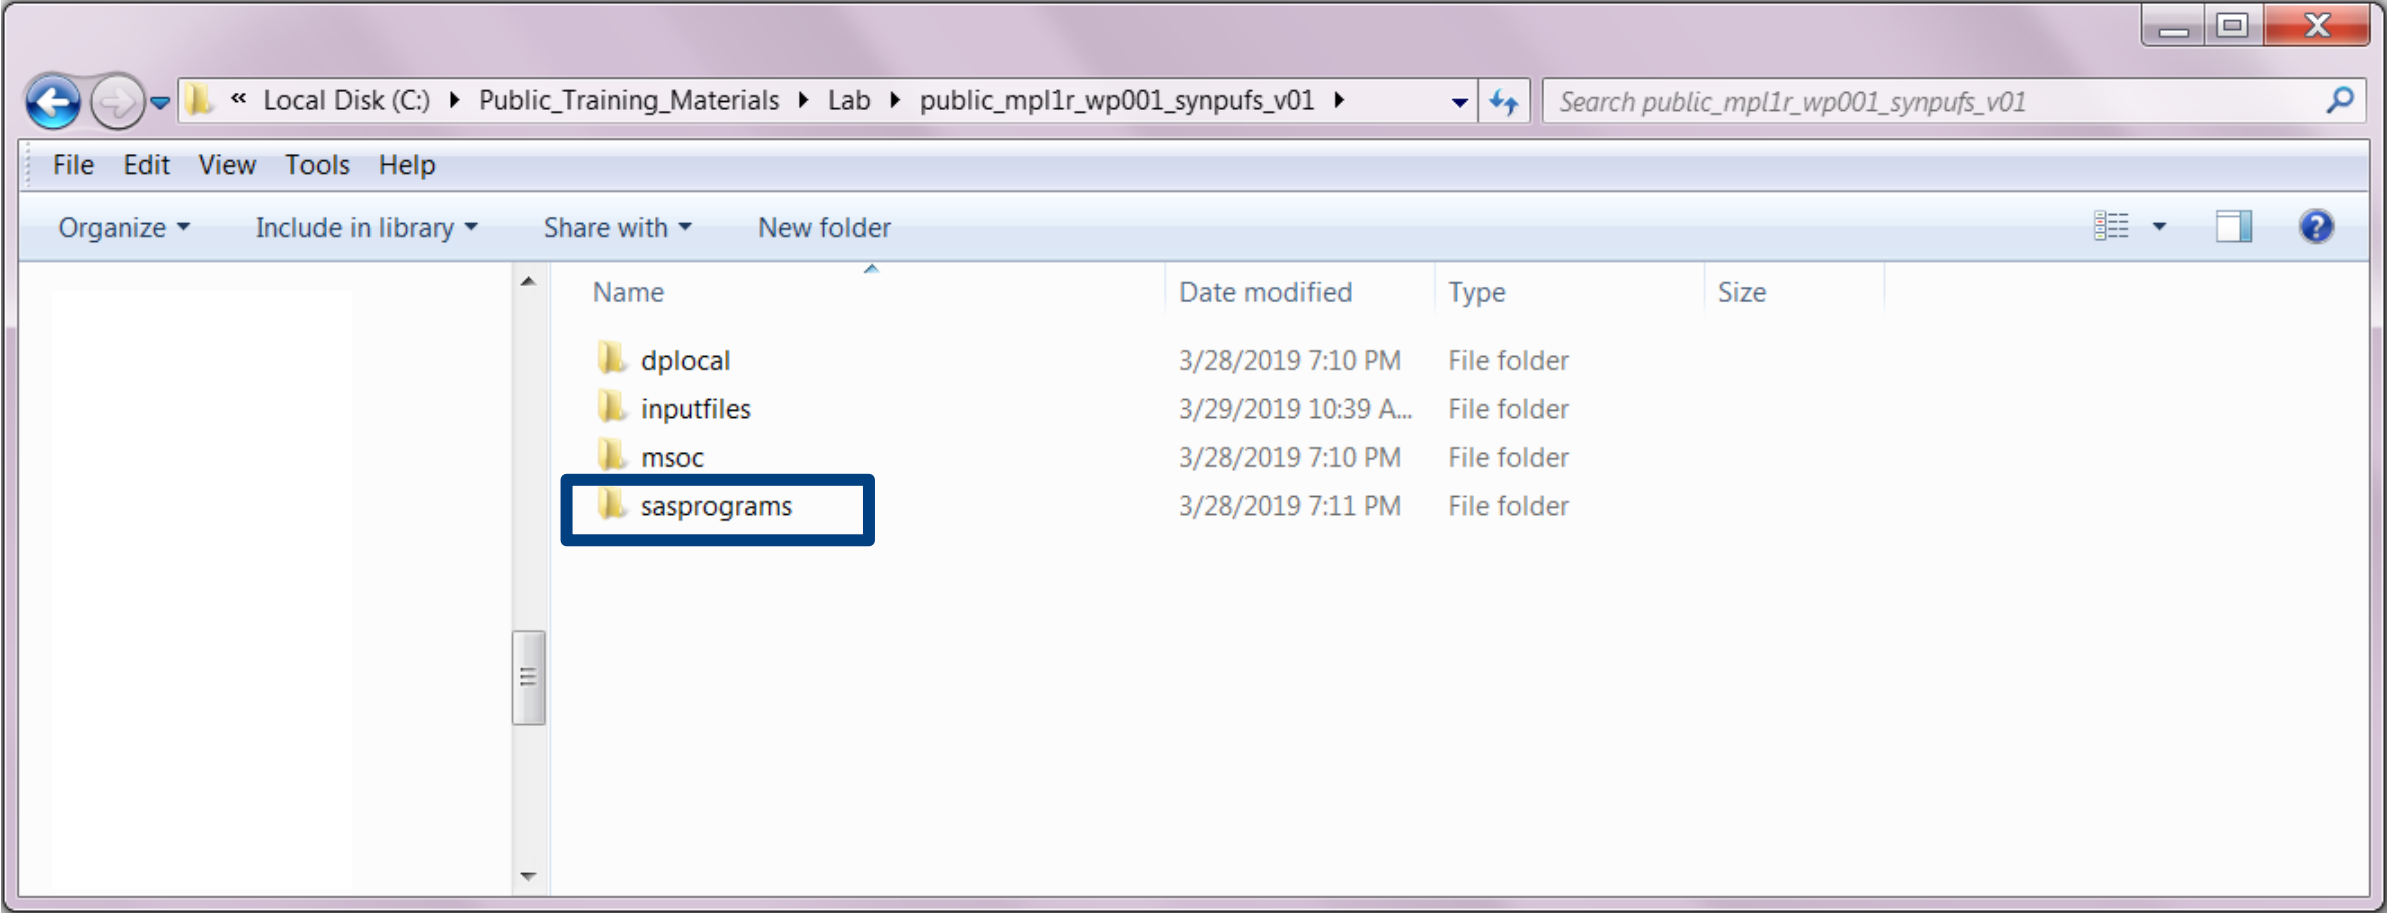 « Local Disk (C:) Public_Training_Materials Lab public_mpl1r_wp001_synpufs_v01 Search public_mpl1r_wp001_synpufs_v01
File Edit View Tools Help
Organize Include in library Share with New folder
Name Date modified Type Size
dplocal 3/28/2019 7:10 PM File folder
inputfiles 3/29/2019 10:39 A... File folder
msoc 3/28/2019 7:10 PM File folder
sasprograms 3/28/2019 7:11 PM File folder